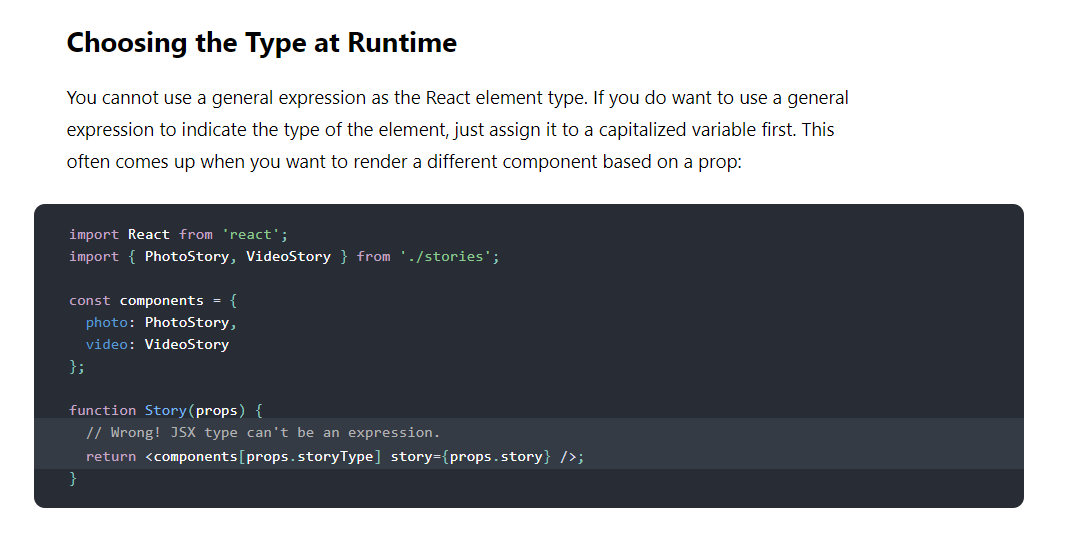 Choosing the Type at Runtime
You cannot use a general expression as the React element type. If you do want to use a general
expression to indicate the type of the element, just assign it to a capitalized variable first. This
often comes up when you want to render a different component based on a prop:
import React from 'react';
import { PhotoStory, VideoStory } from './stories';
const components = {
  photo: PhotoStory,
  video: VideoStory
};
function Story(props) {
  // Wrong! JSX type can't be an expression.
  return <components[props.storyType] story={props.story} />;
}